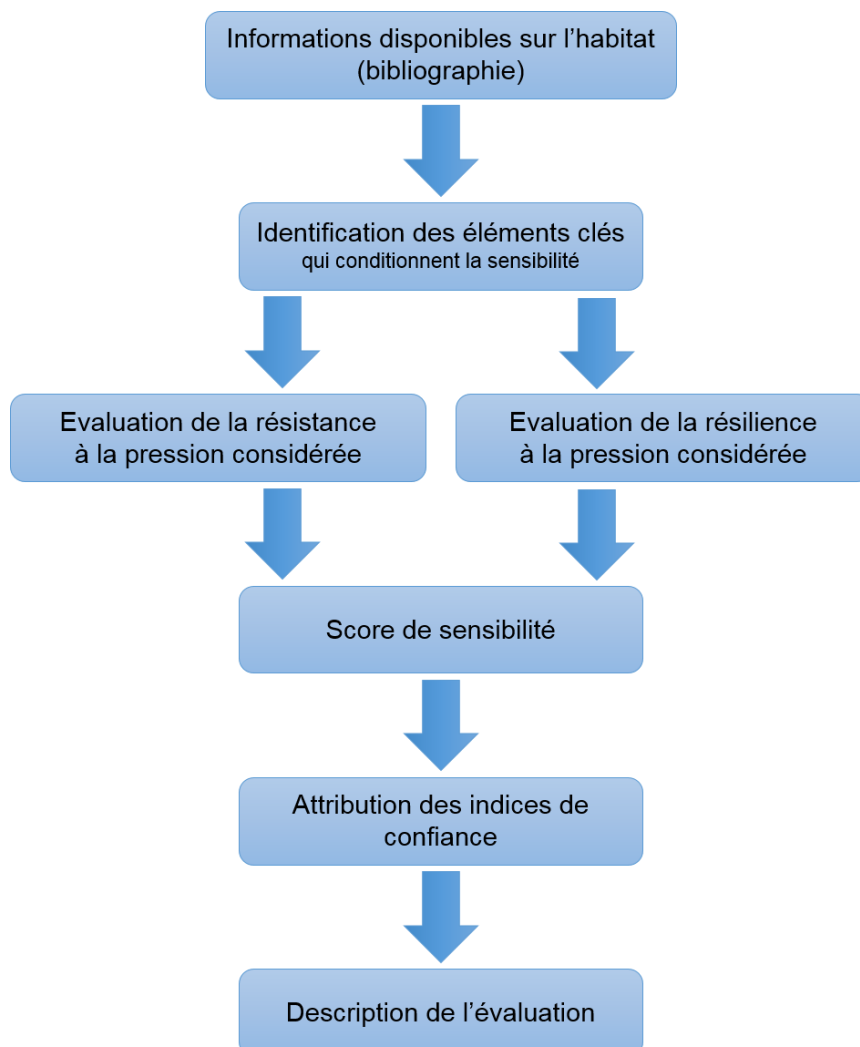 Informations disponibles sur l’habitat
(bibliographie)
Identification des éléments clés
qui conditionnent la sensibilité
Evaluation de la résistance
à la pression considérée
Evaluation de la résilience
à la pression considérée
Score de sensibilité
Attribution des indices de
confiance
Description de l’évaluation